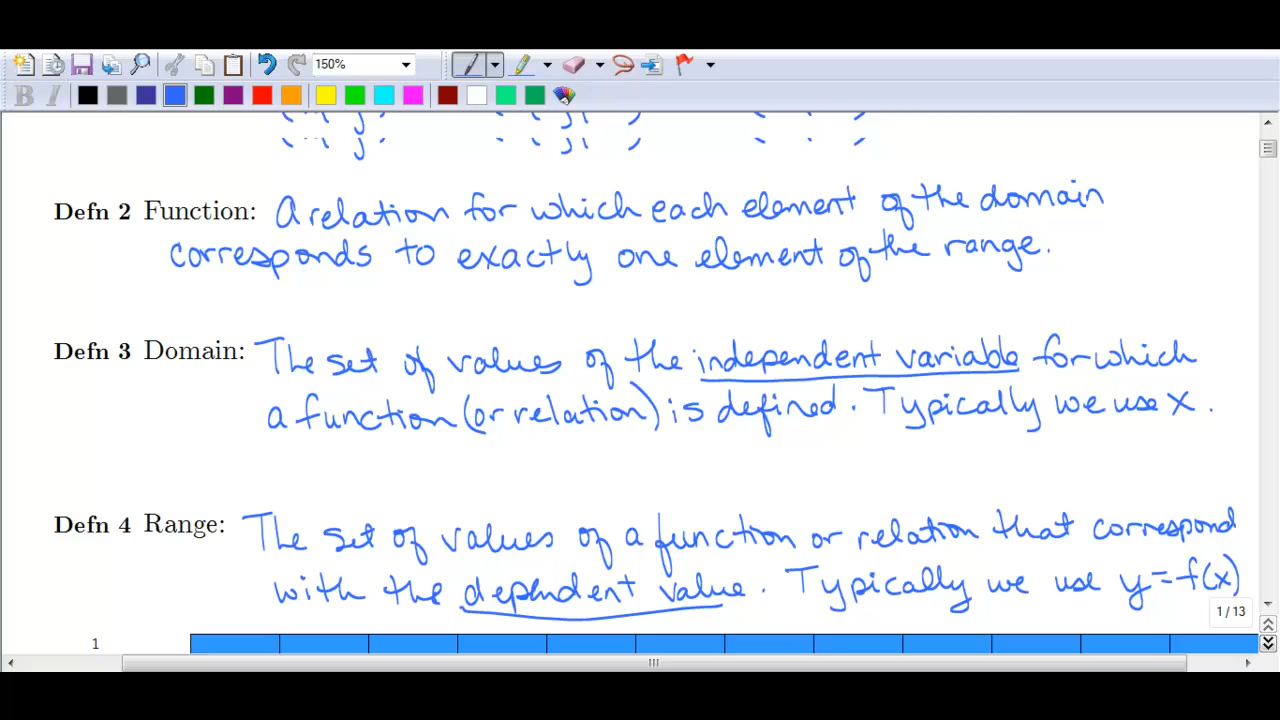 150%
B I
Defn 2 Function: A relation for which each element of the domain
corresponds to exactly one element of the range.
Defn 3 Domain: The set of values of the independent variable for which
a function (or relation) is defined. Typically we use x.
Defn 4 Range: The set of values of a function or relation that correspond
with the dependent value. Typically we use y=f(x)
1 / 13
1